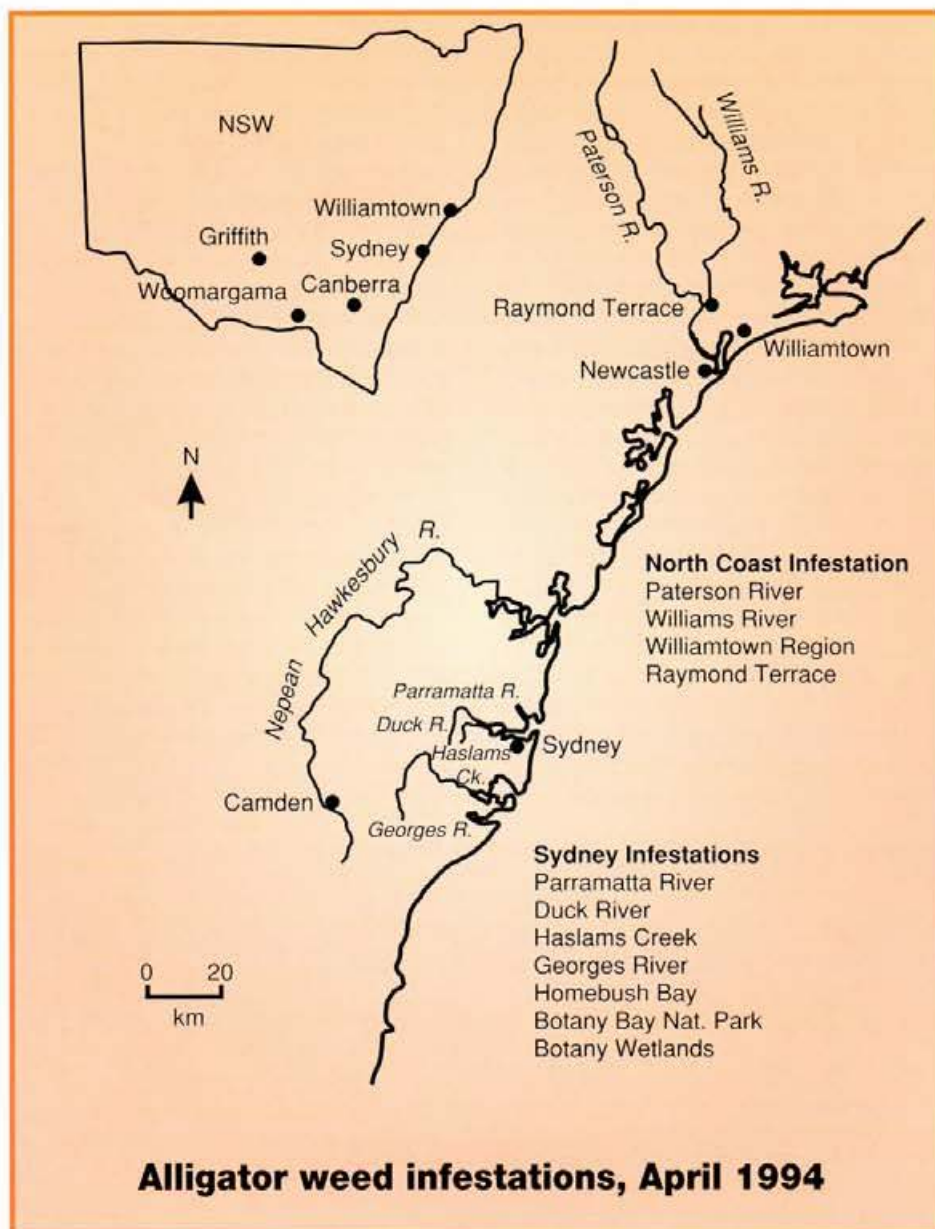 NSW
Williamtown
Griffith
Sydney
Canberra
Woomargama
Paterson R.
Williams R.
Raymond Terrace
Williamtown
Newcastle
N
Hawkesbury R.
Nepean
North Coast Infestation
Paterson River
Williams River
Williamtown Region
Raymond Terrace
Parramatta R.
Duck R.
Haslams
Ck.
Sydney
Camden
Georges R.
Sydney Infestations
Parramatta River
Duck River
Haslams Creek
Georges River
Homebush Bay
Botany Bay Nat. Park
Botany Wetlands
0 20
km
Alligator weed infestations, April 1994